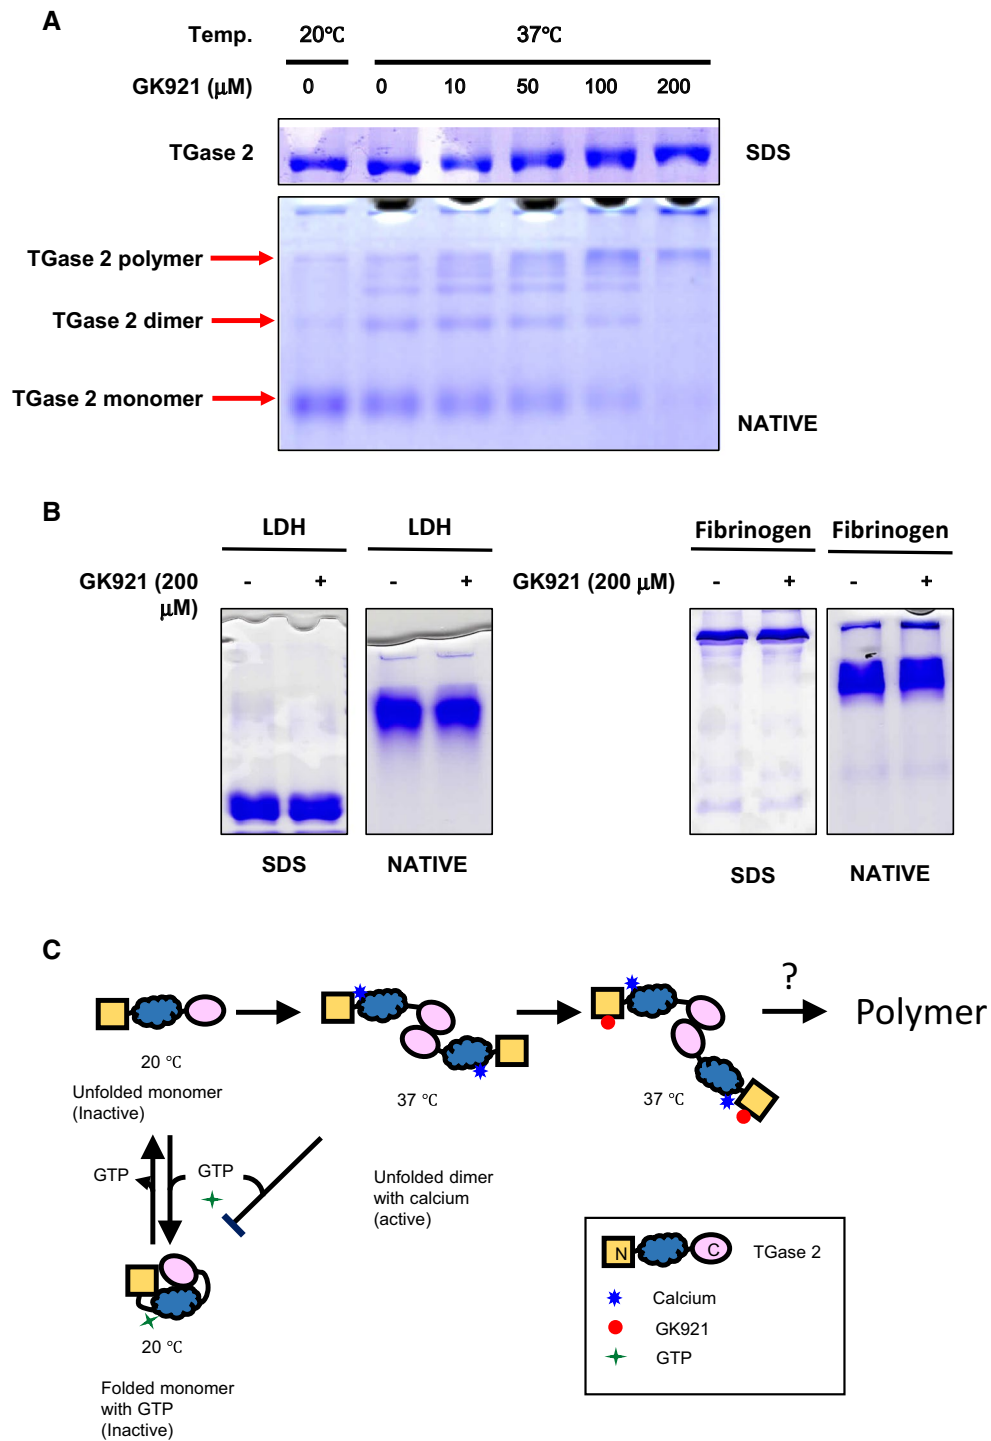 A
Temp. 20℃ 37℃
GK921 (μM) 0 0 10 50 100 200
TGase 2 SDS
TGase 2 polymer
TGase 2 dimer
TGase 2 monomer
NATIVE
B
LDH LDH Fibrinogen Fibrinogen
GK921 (200 μM) - + - + GK921 (200 μM) - + - +
SDS NATIVE SDS NATIVE
C
?
Polymer
20 ℃
Unfolded monomer
(Inactive)
37 ℃
37 ℃
GTP GTP
Unfolded dimer
with calcium
(active)
20 ℃
Folded monomer
with GTP
(Inactive)
N C TGase 2
Calcium
GK921
GTP